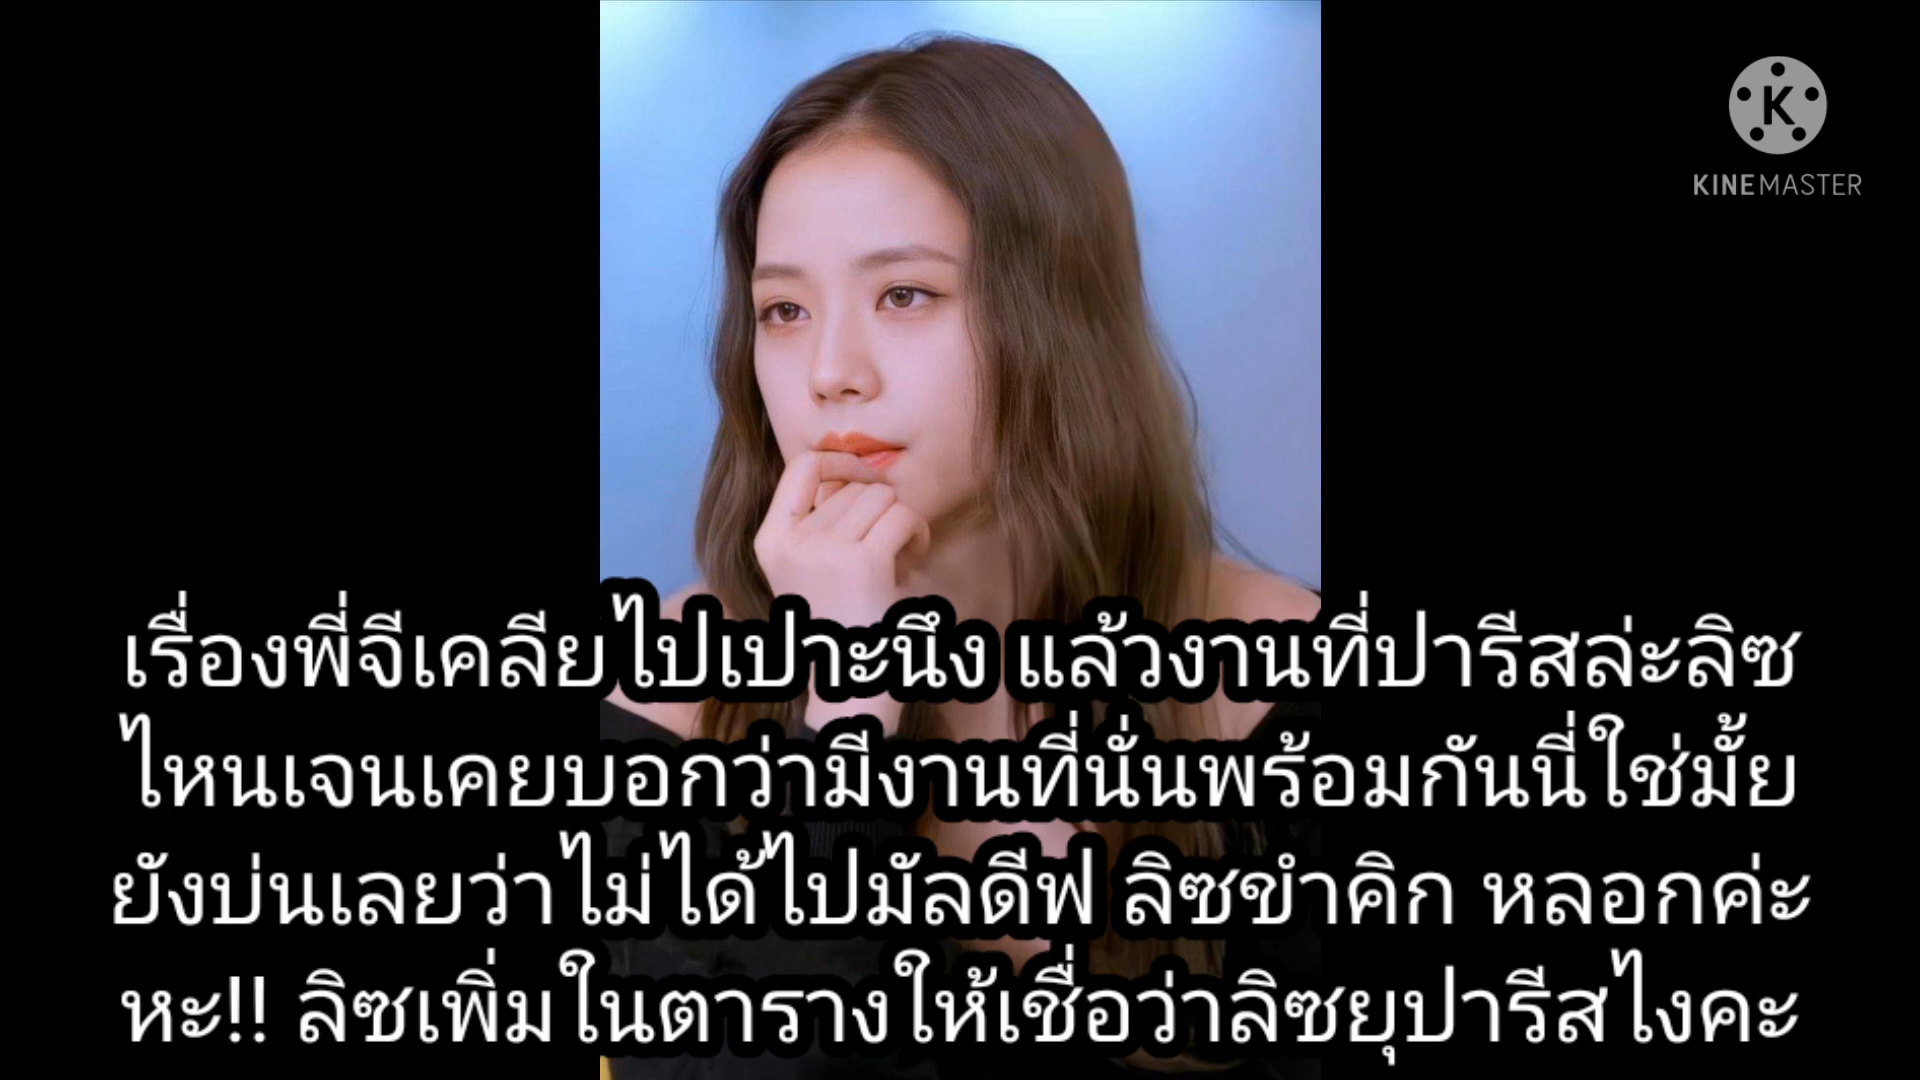 KINEMASTER
เรื่องพี่จีเคลียไปเปาะนึง แล้วงานที่ปารีสล่ะลิซ
ไหนเจนเคยบอกว่ามีงานที่นั่นพร้อมกันนี่ใช่มั้ย
ยังบ่นเลยว่าไม่ได้ไปมัลดีฟ ลิซขำคิก หลอกค่ะ
หะ!! ลิซเพิ่มในตารางให้เชื่อว่าลิซยุปารีสไงคะ